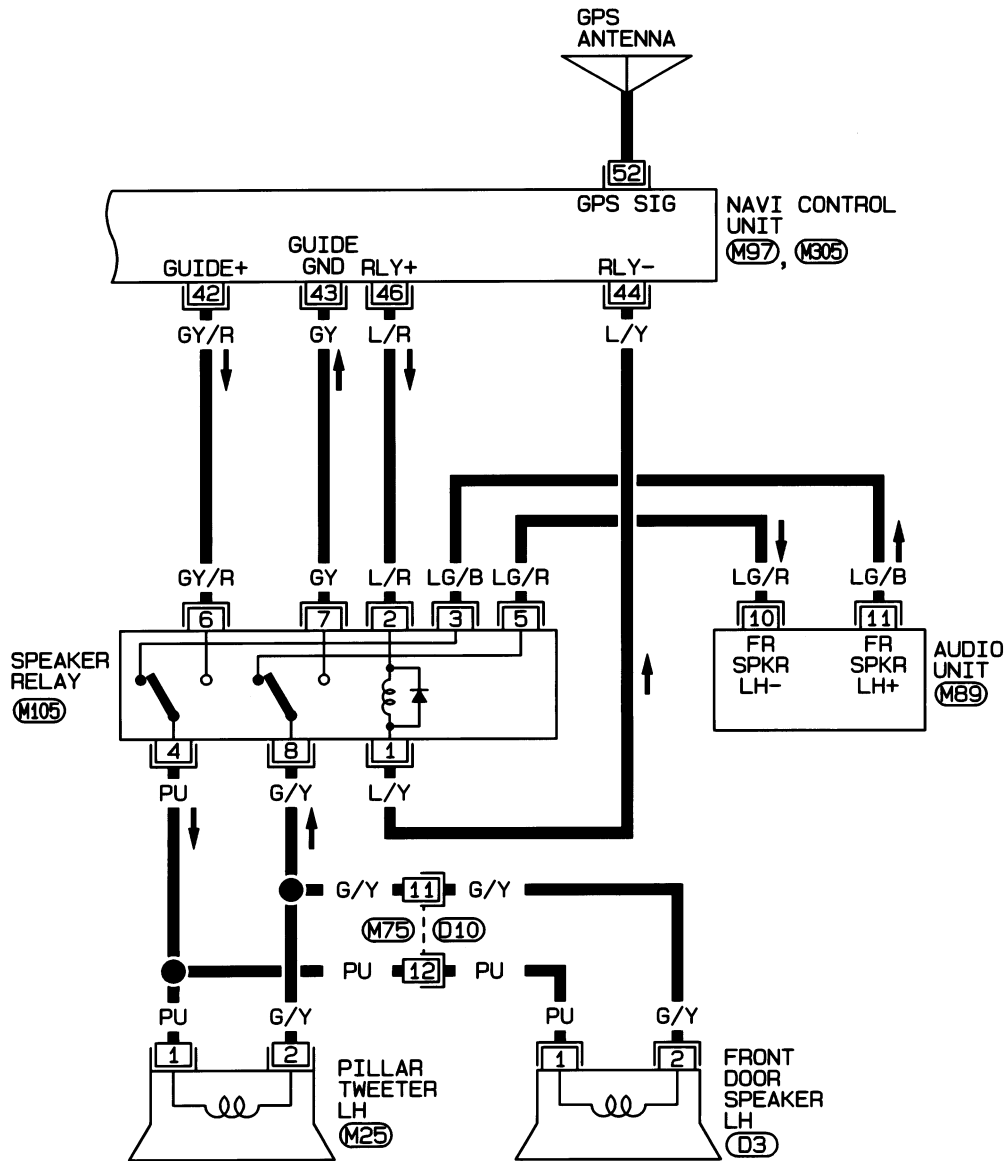 GPS
ANTENNA
52
GPS SIG
NAVI CONTROL
UNIT
M97, M305
GUIDE+
GUIDE
GND
RLY+
RLY-
42
43
46
44
GY/R
GY
L/R
L/Y
GY/R
GY
L/R
LG/B
LG/R
LG/R
LG/B
6
7
2
3
5
10
11
SPEAKER
RELAY
M105
FR
SPKR
LH-
FR
SPKR
LH+
AUDIO
UNIT
M89
4
8
1
PU
G/Y
L/Y
G/Y
11
G/Y
M75
D10
PU
12
PU
PU
G/Y
PU
G/Y
1
2
1
2
PILLAR
TWEETER
LH
M25
FRONT
DOOR
SPEAKER
LH
D3